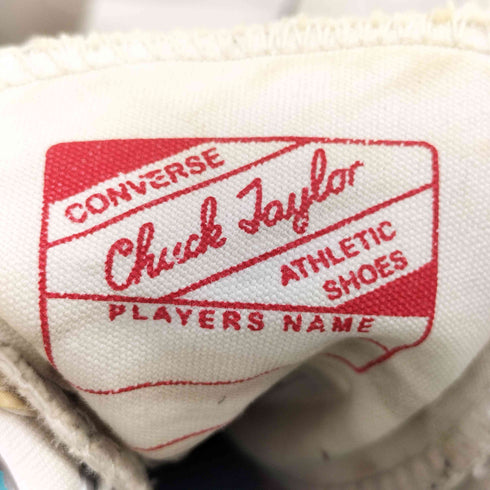 CONVERSE
Chuck Taylor
ATHLETIC
SHOES
PLAYERS NAME